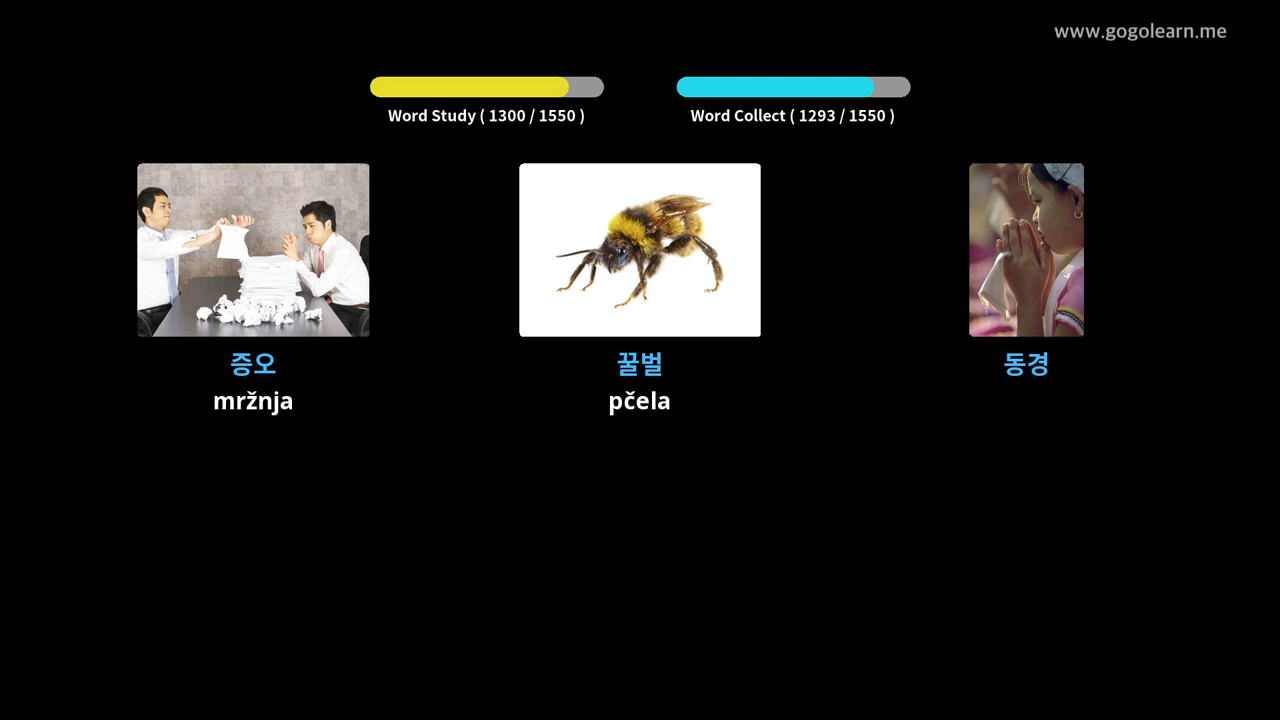 www.gogolearn.me
Word Study ( 1300 / 1550 )
Word Collect ( 1293 / 1550 )
증오
mržnja
꿀벌
pčela
동경